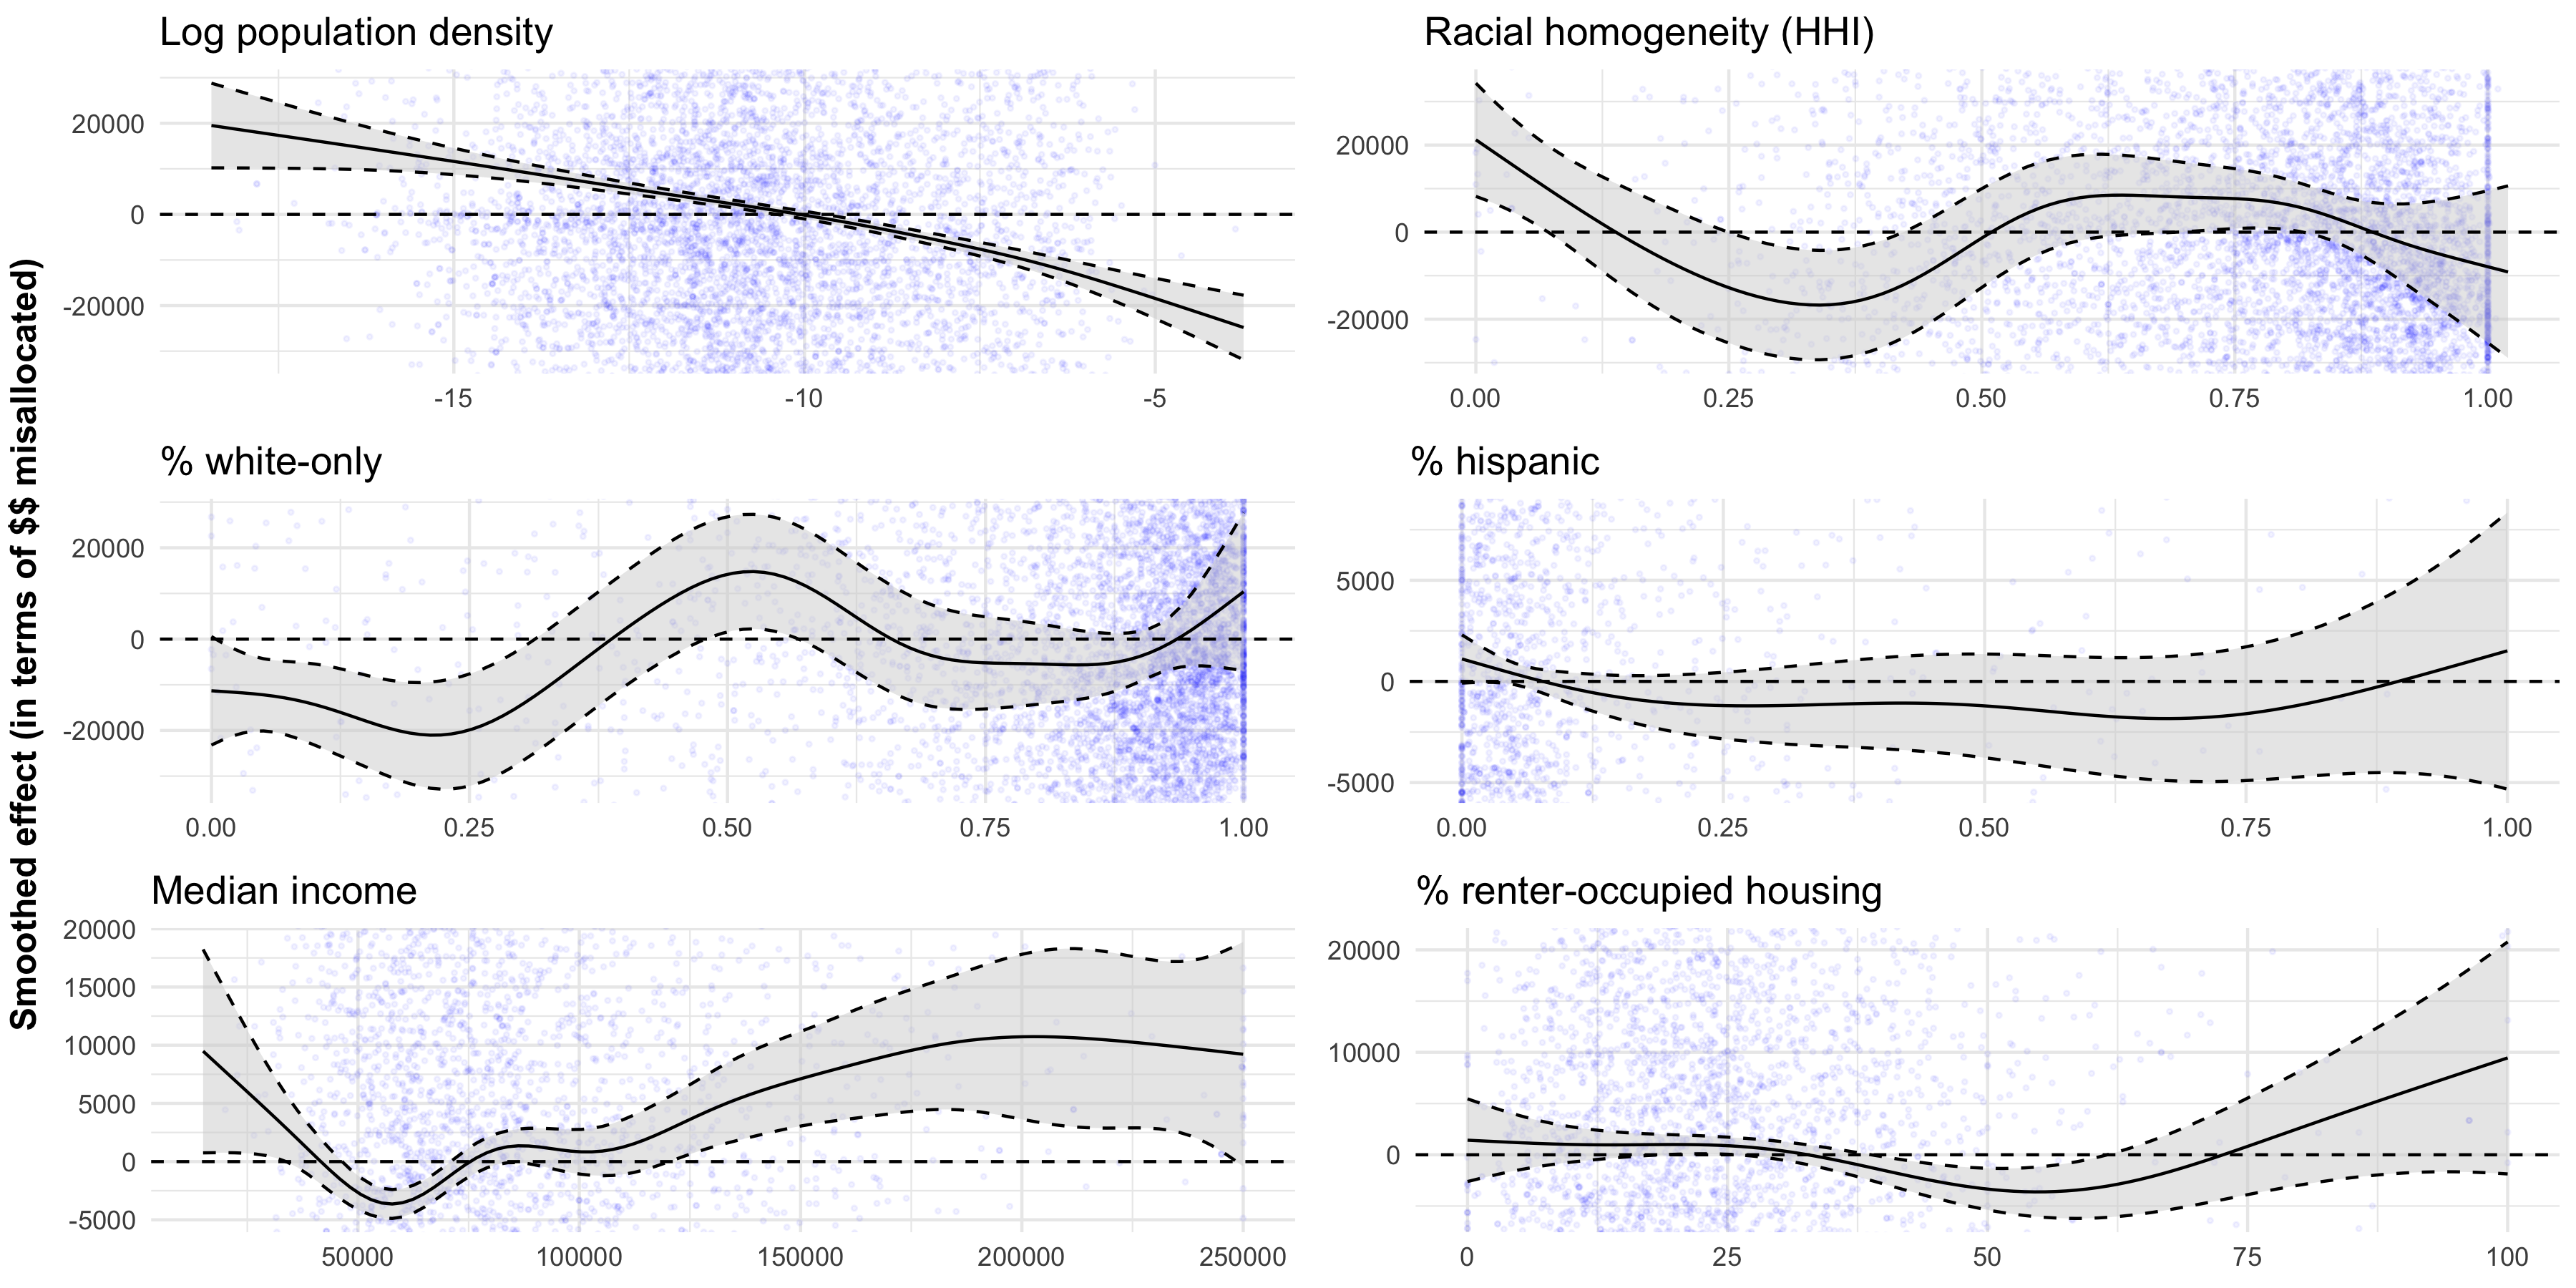 Smoothed effect (in terms of $$ misallocated)
Log population density
20000
0
-20000
-15 -10 -5
Racial homogeneity (HHI)
20000
0
-20000
0.00 0.25 0.50 0.75 1.00
% white-only
20000
0
-20000
0.00 0.25 0.50 0.75 1.00
% hispanic
5000
0
-5000
0.00 0.25 0.50 0.75 1.00
Median income
20000
15000
10000
5000
0
-5000
50000 100000 150000 200000 250000
% renter-occupied housing
20000
10000
0
0 25 50 75 100